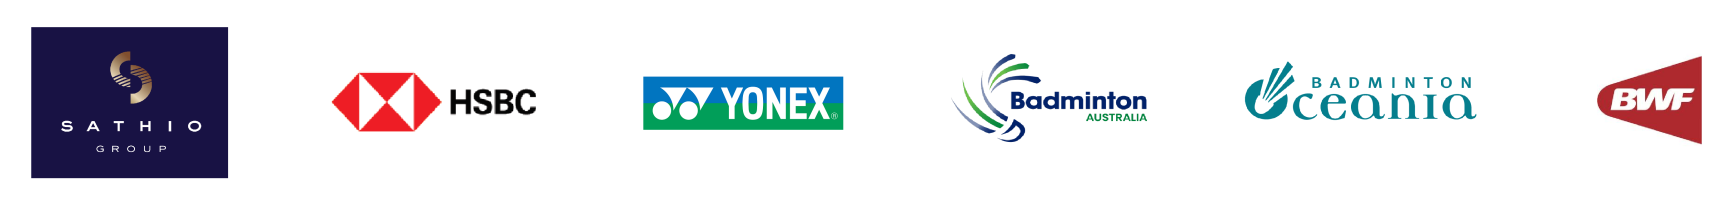 SATHIO
GROUP
HSBC
YONEX®
Badminton
AUSTRALIA
BADMINTON
Oceania
BWF